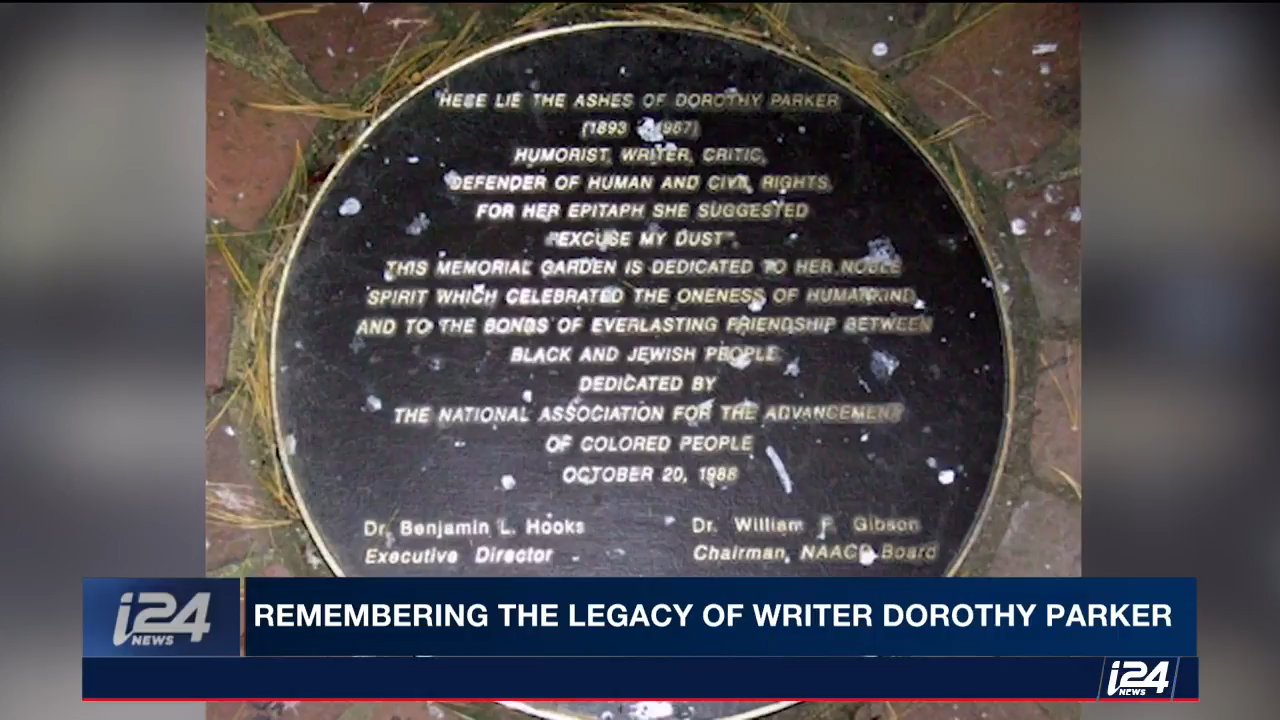 "HERE LIE THE ASHES OF DOROTHY PARKER
(1893 - 1967)
HUMORIST, WRITER, CRITIC,
DEFENDER OF HUMAN AND CIVIL RIGHTS.
FOR HER EPITAPH SHE SUGGESTED
"EXCUSE MY DUST".
THIS MEMORIAL GARDEN IS DEDICATED TO HER NOBLE
SPIRIT WHICH CELEBRATED THE ONENESS OF HUMANKIND,
AND TO THE BONDS OF EVERLASTING FRIENDSHIP BETWEEN
BLACK AND JEWISH PEOPLE.
DEDICATED BY
THE NATIONAL ASSOCIATION FOR THE ADVANCEMENT
OF COLORED PEOPLE
OCTOBER 20, 1988
Dr. Benjamin L. Hooks
Executive Director
Dr. William F. Gibson
Chairman, NAACP Board
i24 NEWS
REMEMBERING THE LEGACY OF WRITER DOROTHY PARKER
i24 NEWS